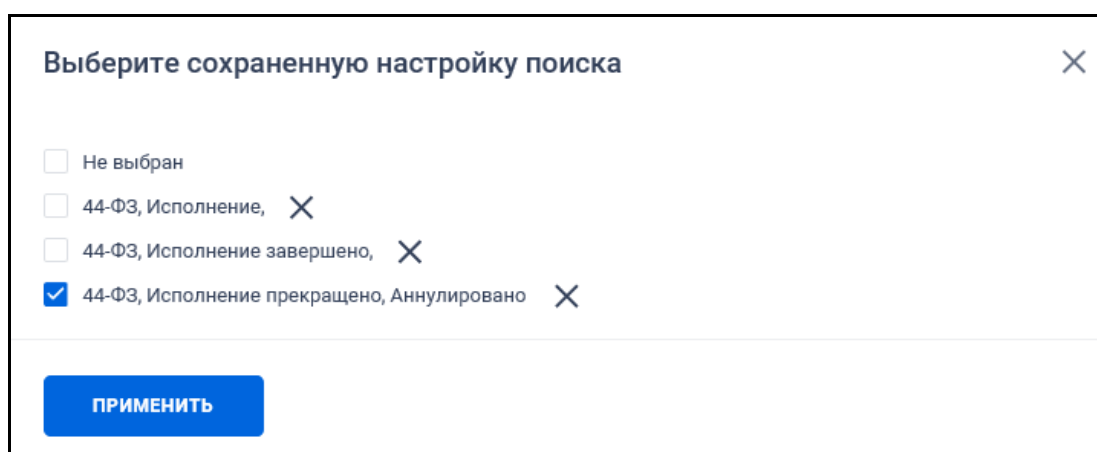 Выберите сохраненную настройку поиска
Не выбран
44-ФЗ, Исполнение,
44-ФЗ, Исполнение завершено,
44-ФЗ, Исполнение прекращено, Аннулировано
ПРИМЕНИТЬ